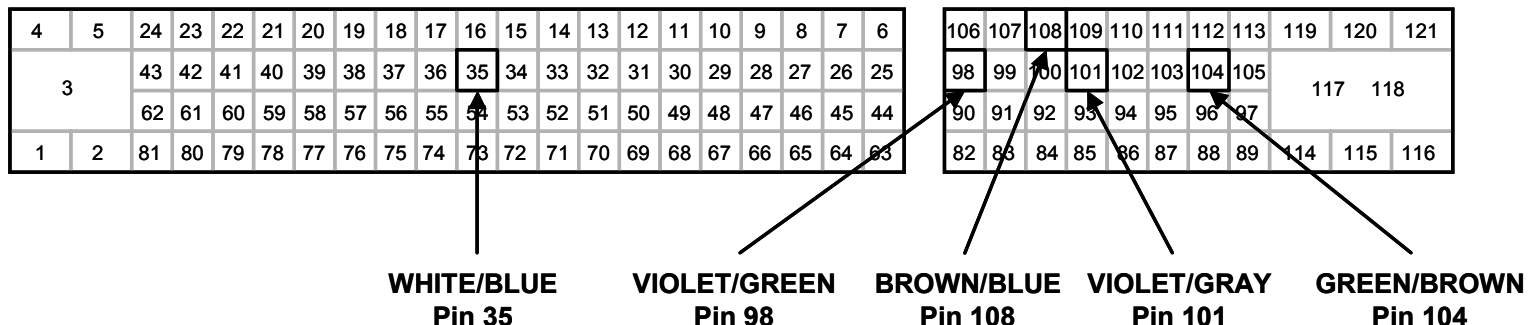 4 5 24 23 22 21 20 19 18 17 16 15 14 13 12 11 10 9 8 7 6 106 107 108 109 110 111 112 113 119 120 121
3 43 42 41 40 39 38 37 36 35 34 33 32 31 30 29 28 27 26 25 98 99 100 101 102 103 104 105 117 118
62 61 60 59 58 57 56 55 54 53 52 51 50 49 48 47 46 45 44 90 91 92 93 94 95 96 97
1 2 81 80 79 78 77 76 75 74 73 72 71 70 69 68 67 66 65 64 63 82 83 84 85 86 87 88 89 114 115 116
WHITE/BLUE VIOLET/GREEN BROWN/BLUE VIOLET/GRAY GREEN/BROWN
Pin 35 Pin 98 Pin 108 Pin 101 Pin 104